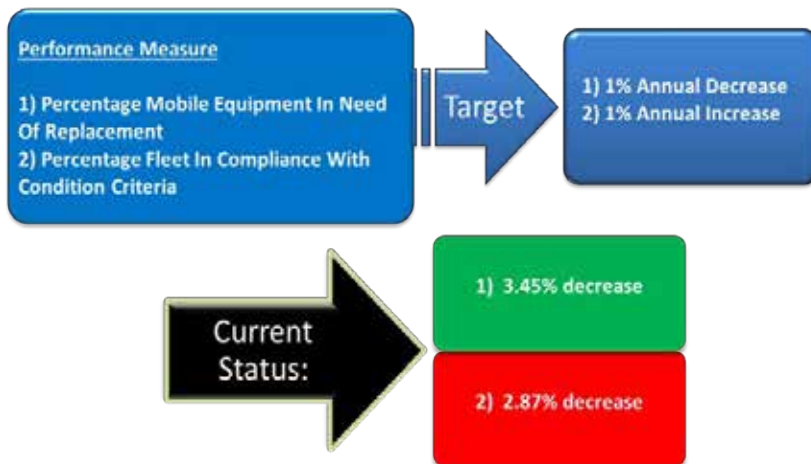 Performance Measure
1) Percentage Mobile Equipment In Need
Of Replacement
2) Percentage Fleet In Compliance With
Condition Criteria
Target
1) 1% Annual Decrease
2) 1% Annual Increase
Current
Status:
1) 3.45% decrease
2) 2.87% decrease